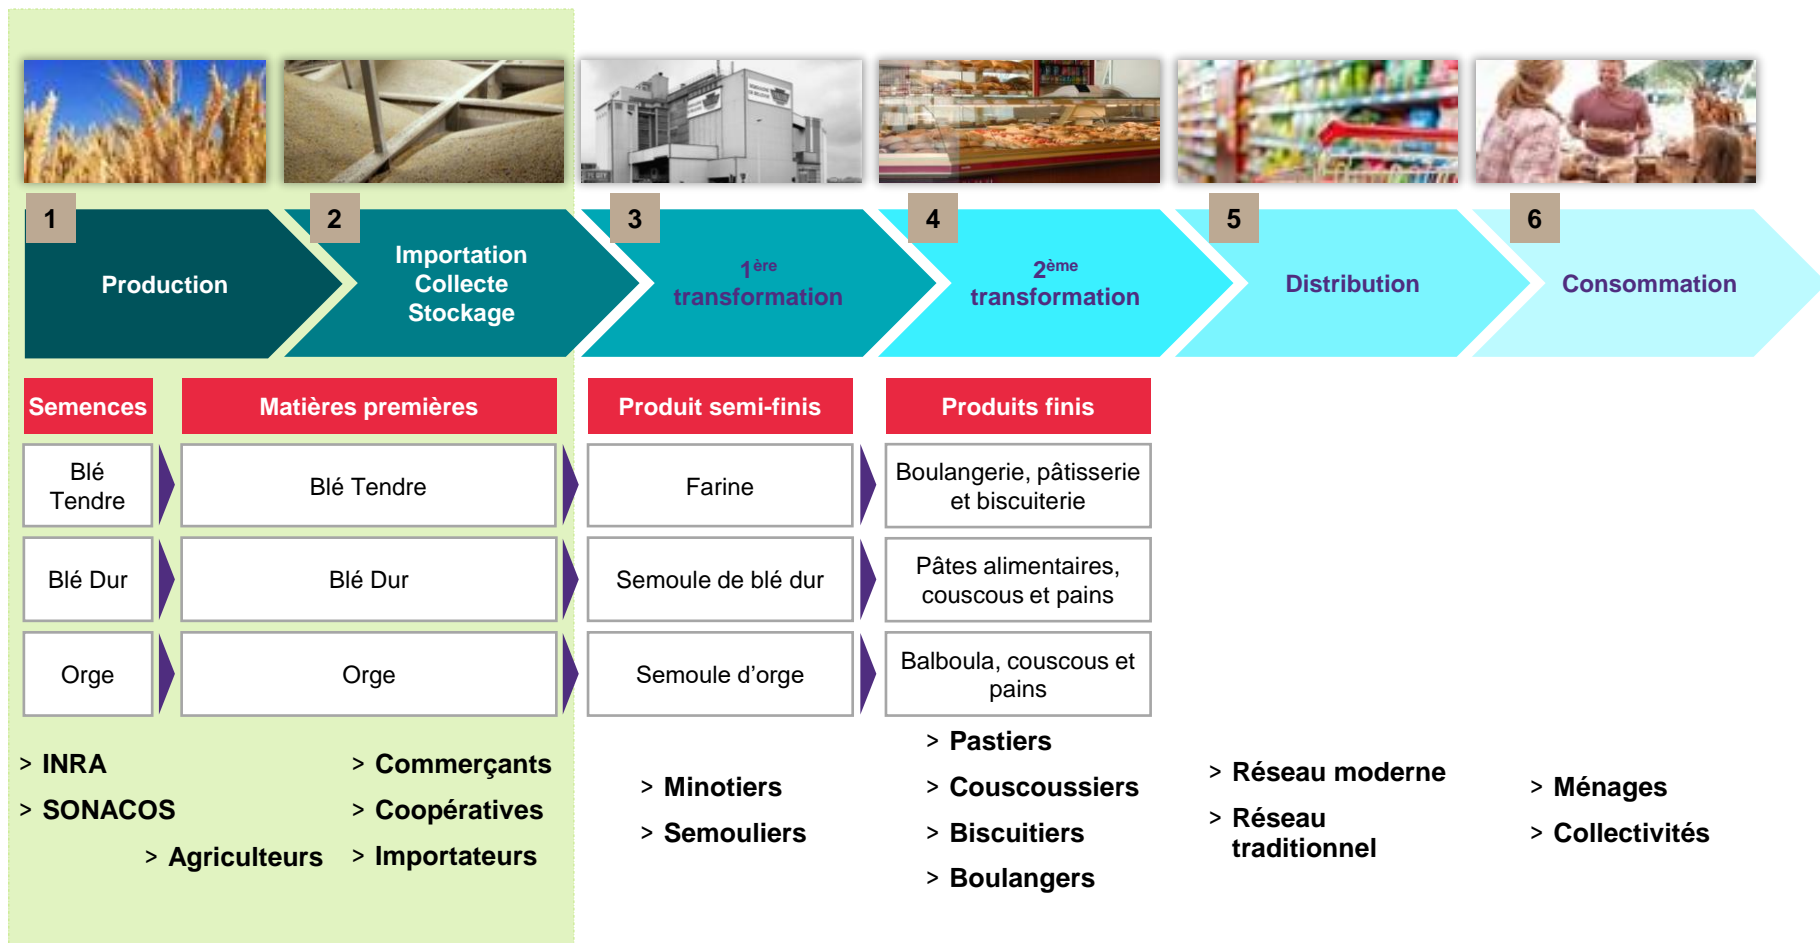 1
2
3
4
5
6
Production
Importation
Collecte
Stockage
1ère
transformation
2ème
transformation
Distribution
Consommation
Semences
Matières premières
Produit semi-finis
Produits finis
Blé
Tendre
Blé Tendre
Farine
Boulangerie, pâtisserie
et biscuiterie
Blé Dur
Blé Dur
Semoule de blé dur
Pâtes alimentaires,
couscous et pains
Orge
Orge
Semoule d’orge
Balboula, couscous et
pains
> INRA
> SONACOS
> Agriculteurs
> Commerçants
> Coopératives
> Importateurs
> Minotiers
> Semouliers
> Pastiers
> Couscoussiers
> Biscuitiers
> Boulangers
> Réseau moderne
> Réseau
traditionnel
> Ménages
> Collectivités